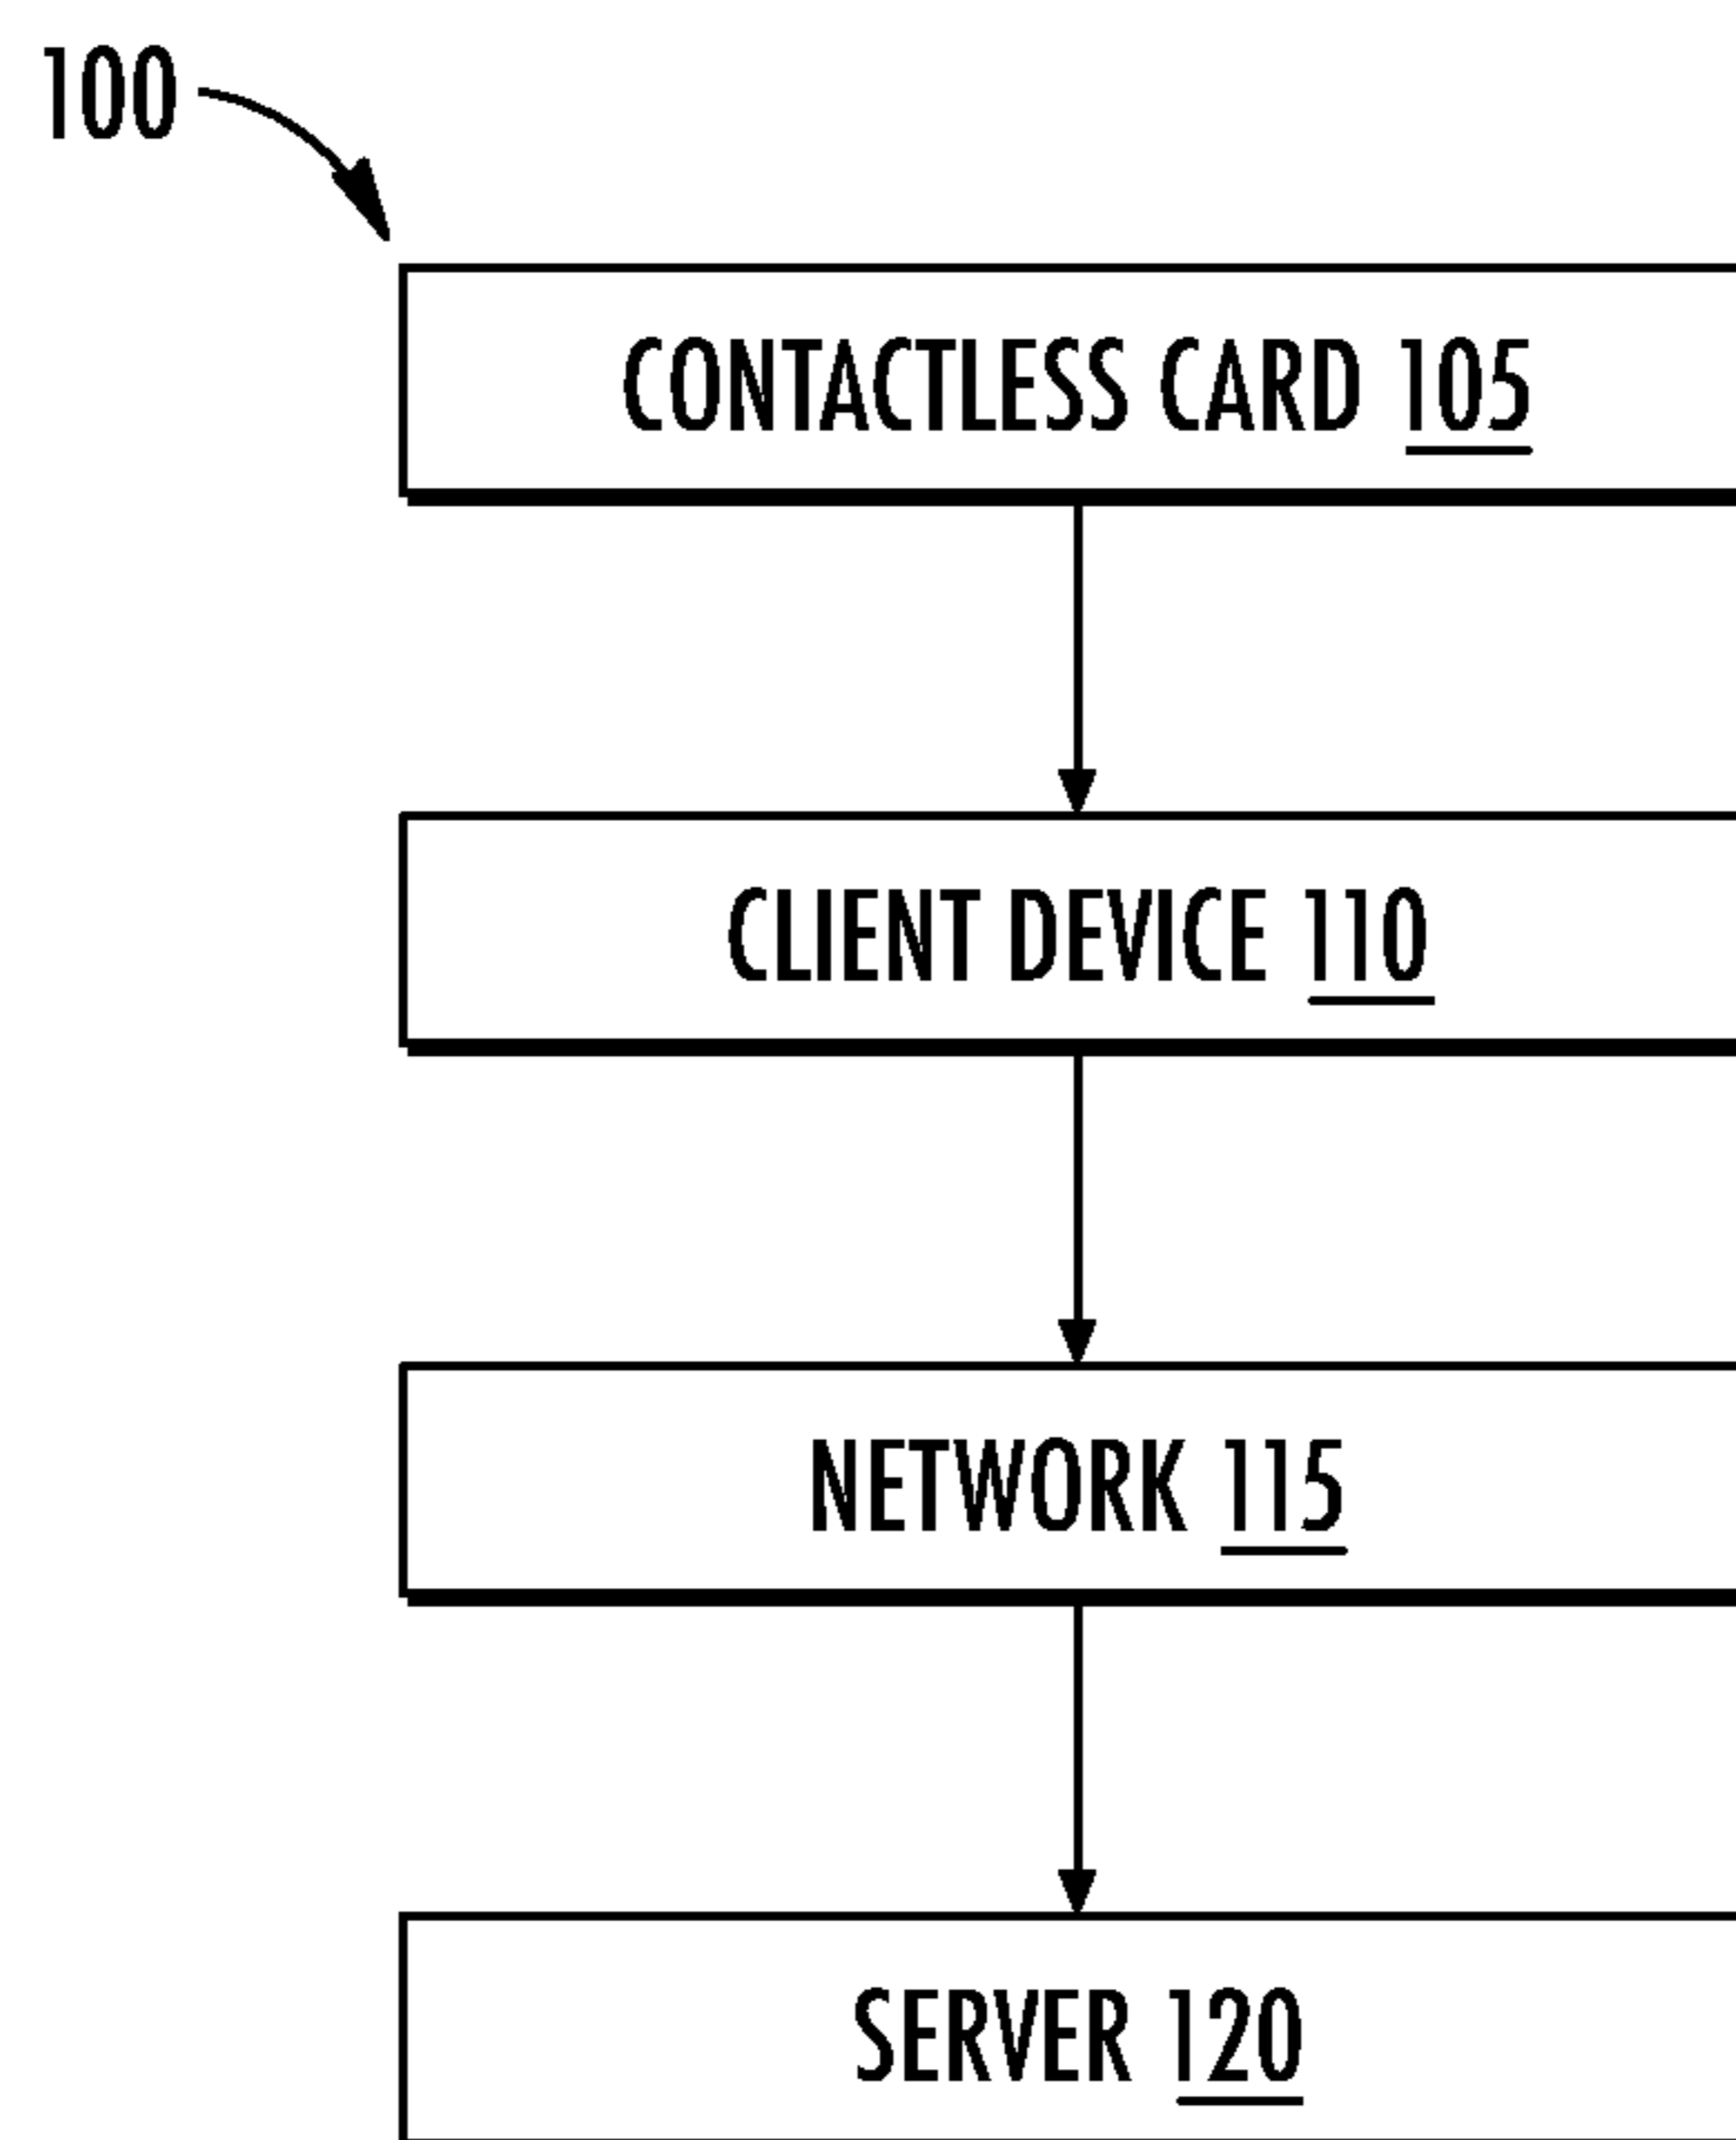 100
CONTACTLESS CARD 105
CLIENT DEVICE 110
NETWORK 115
SERVER 120